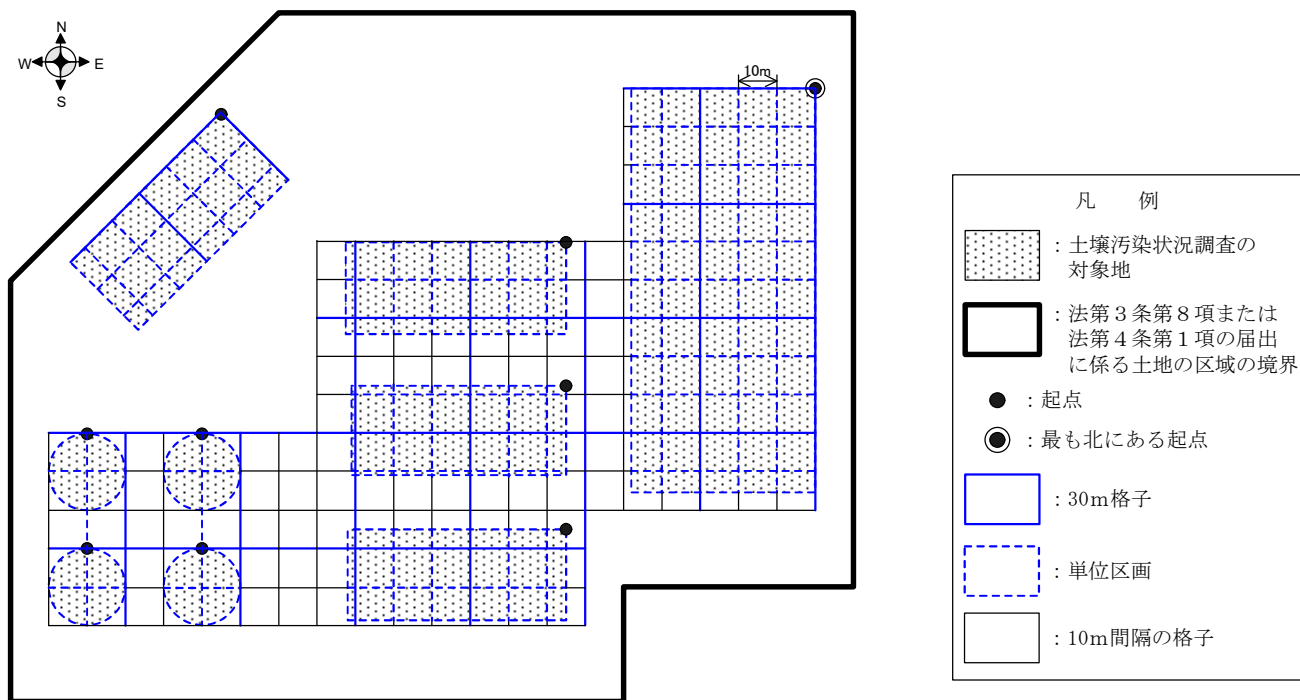 N
W
E
S
10m
凡 例
：土壌汚染状況調査の
対象地
：法第３条第８項または
法第４条第１項の届出
に係る土地の区域の境界
：起点
：最も北にある起点
：30m格子
：単位区画
：10m間隔の格子